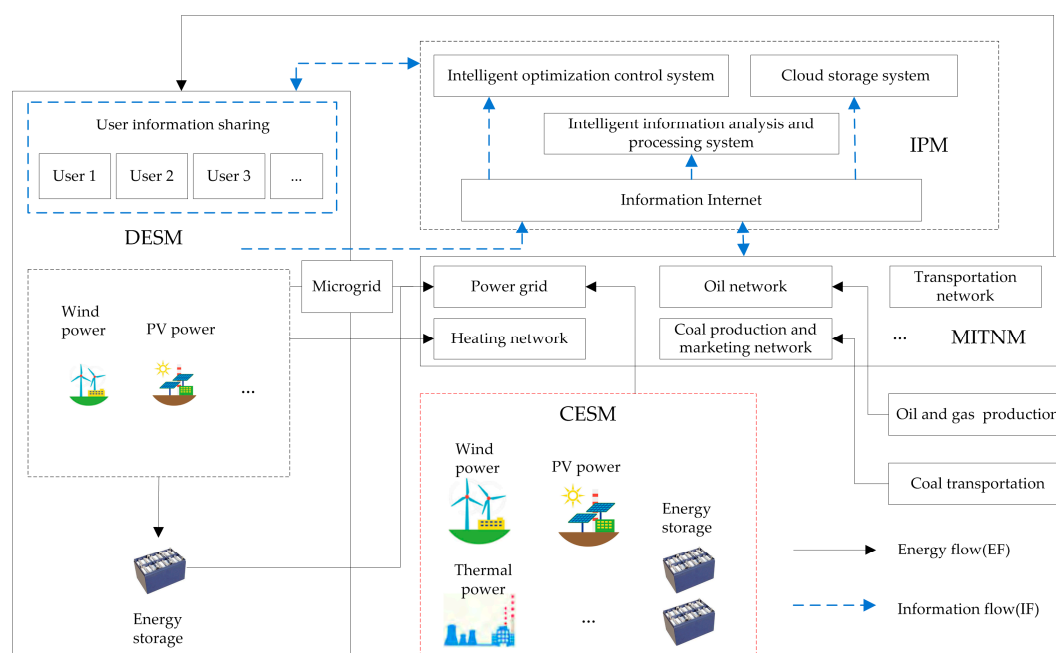 Intelligent optimization control system
Cloud storage system
Intelligent information analysis and
processing system
IPM
Information Internet
User information sharing
User 1
User 2
User 3
...
DESM
Microgrid
Wind
power
PV power
...
Energy
storage
Power grid
Oil network
Transportation
network
Heating network
Coal production and
marketing network
...
MITNM
CESM
Wind
power
PV power
Energy
storage
Thermal
power
...
Oil and gas production
Coal transportation
Energy flow(EF)
Information flow(IF)